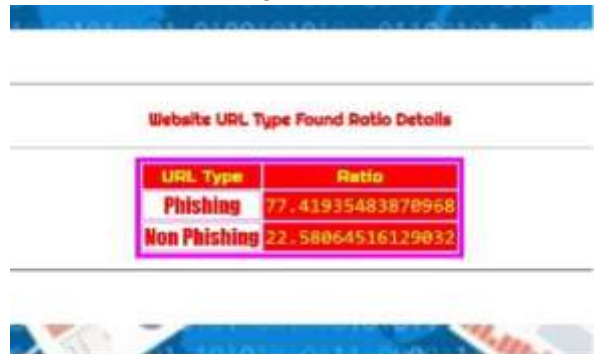 Website URL Type Found Ratio Details
URL Type Ratio
Phishing 77.41935483870968
Non Phishing 22.58064516129032